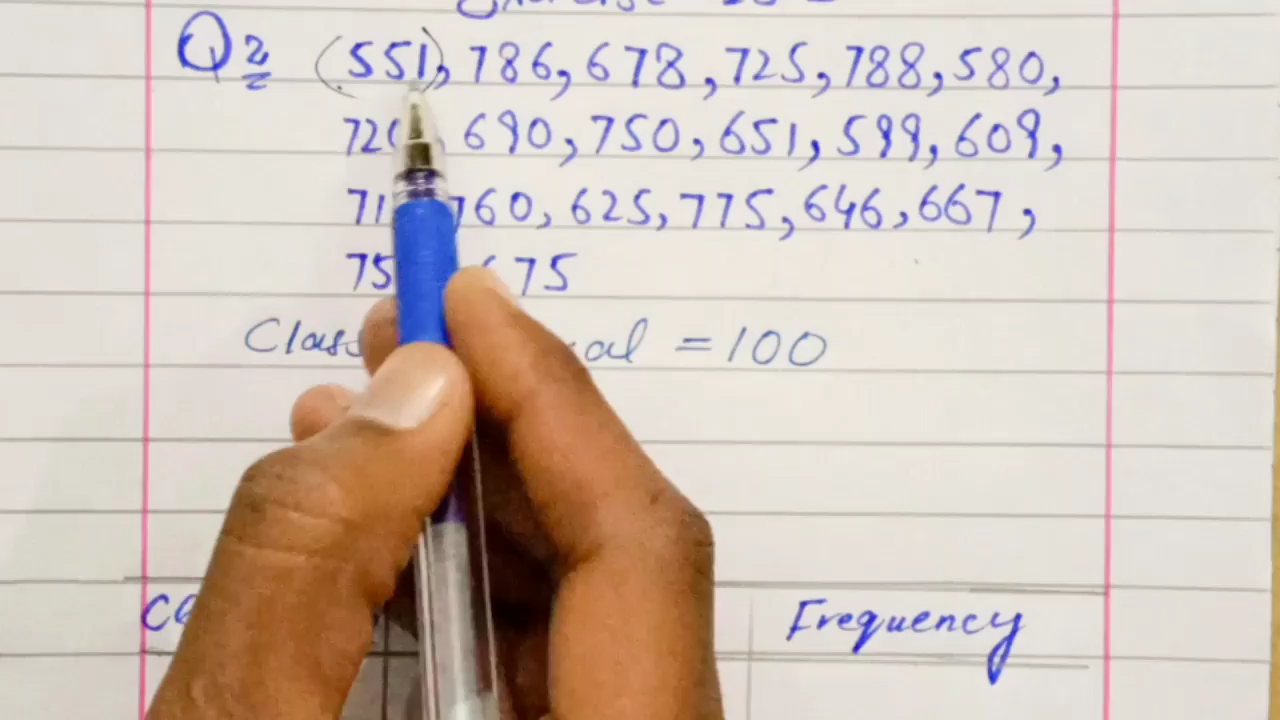 Q2 (551), 786, 678, 725, 788, 580,
690, 750, 651, 599, 609,
760, 625, 775, 646, 667,
675
= 100
Frequency